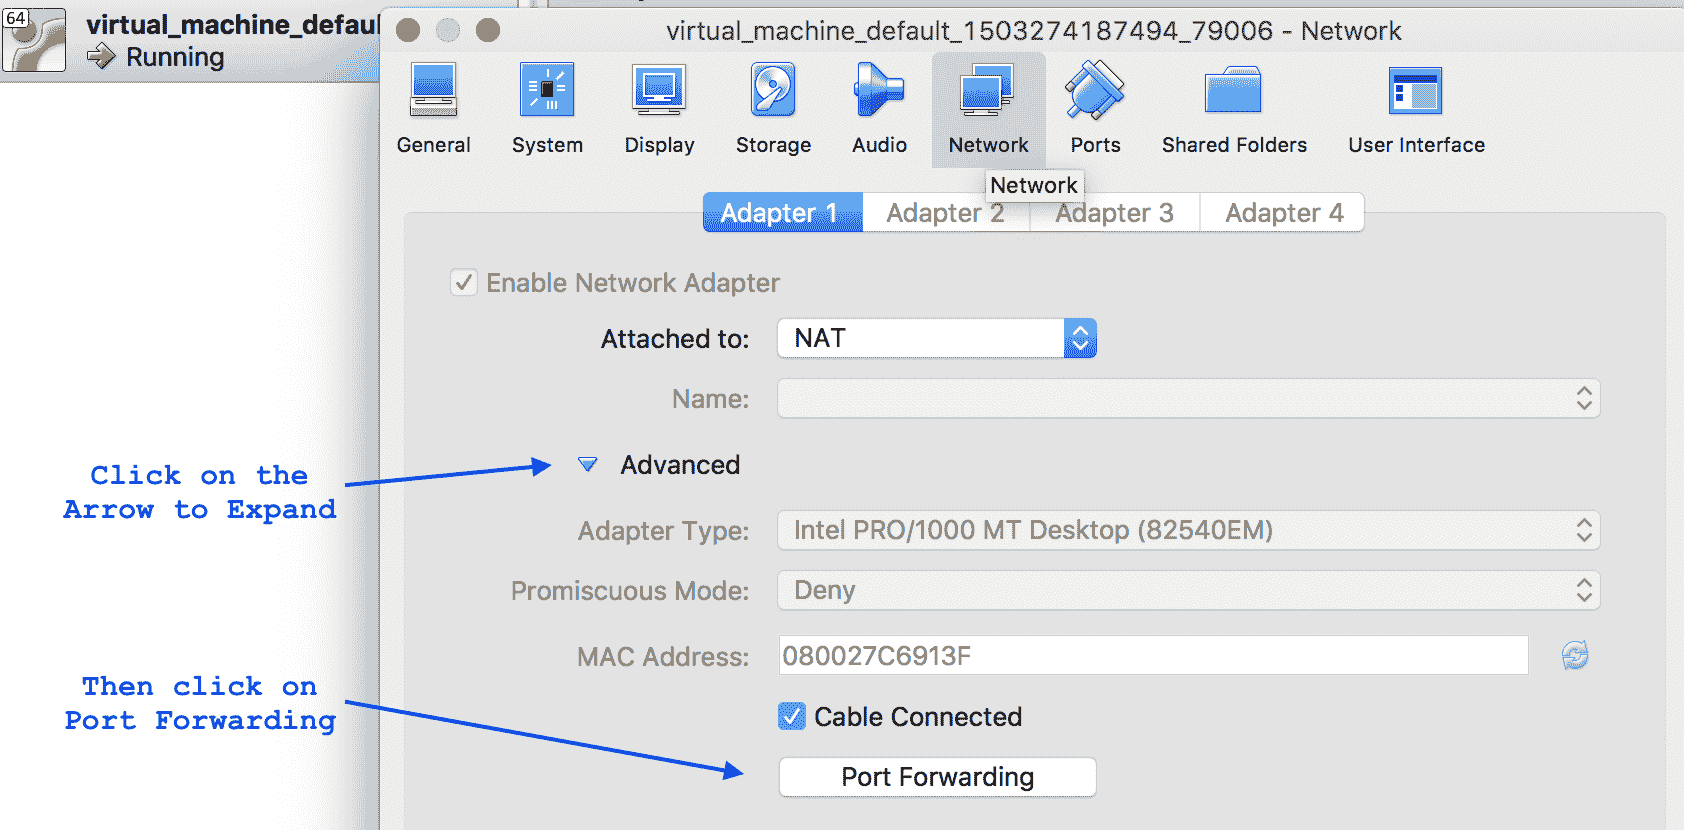 64
virtual_machine_defaul
Running
virtual_machine_default_1503274187494_79006 - Network
General System Display Storage Audio Network Ports Shared Folders User Interface
Network
Adapter 1 Adapter 2 Adapter 3 Adapter 4
Enable Network Adapter
Attached to: NAT
Name:
Click on the
Arrow to Expand
Advanced
Adapter Type: Intel PRO/1000 MT Desktop (82540EM)
Promiscuous Mode: Deny
MAC Address: 080027C6913F
Then click on
Port Forwarding
Cable Connected
Port Forwarding